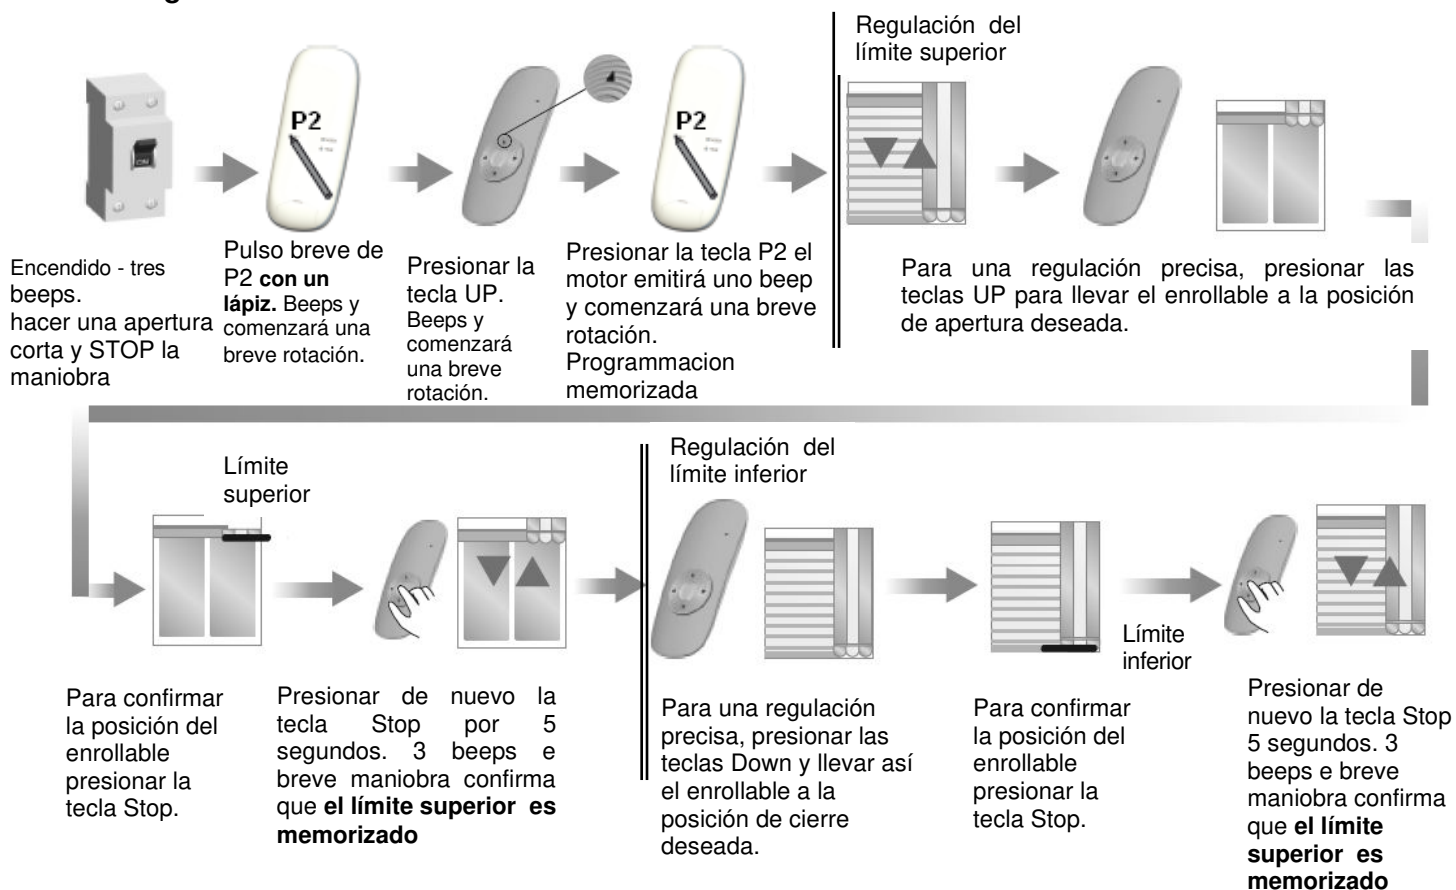 Regulación del
límite superior
P2
P2
ON
Encendido - tres
beeps.
hacer una apertura
corta y STOP la
maniobra
Pulso breve de
P2 con un
lápiz. Beeps y
comenzará una
breve rotación.
Presionar la
tecla UP.
Beeps y
comenzará
una breve
rotación.
Presionar la tecla P2 el
motor emitirá uno beep
y comenzará una breve
rotación.
Programmacion
memorizada
Para una regulación precisa, presionar las
teclas UP para llevar el enrollable a la posición
de apertura deseada.
Límite
superior
Para confirmar
la posición del
enrollable
presionar la
tecla Stop.
Presionar de nuevo la
tecla Stop por 5
segundos. 3 beeps e
breve maniobra confirma
que el límite superior es
memorizado
Regulación del
límite inferior
Para una regulación
precisa, presionar las
teclas Down y llevar así
el enrollable a la
posición de cierre
deseada.
Límite
inferior
Para confirmar
la posición del
enrollable
presionar la
tecla Stop.
Presionar de
nuevo la tecla Stop
5 segundos. 3
beeps e breve
maniobra confirma
que el límite
superior es
memorizado